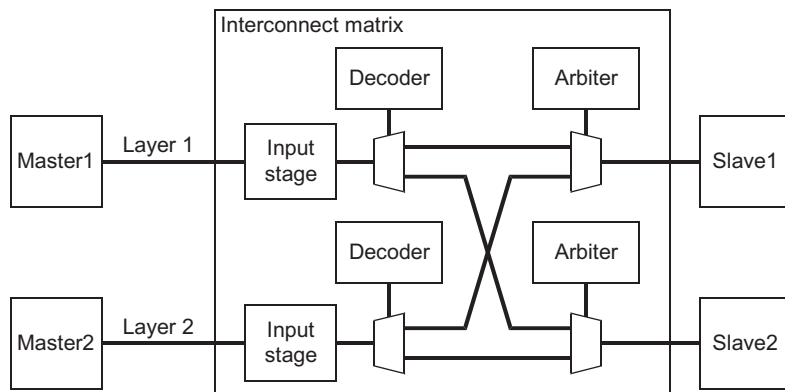 Interconnect matrix
Decoder
Arbiter
Master1
Layer 1
Input
stage
Slave1
Decoder
Arbiter
Master2
Layer 2
Input
stage
Slave2